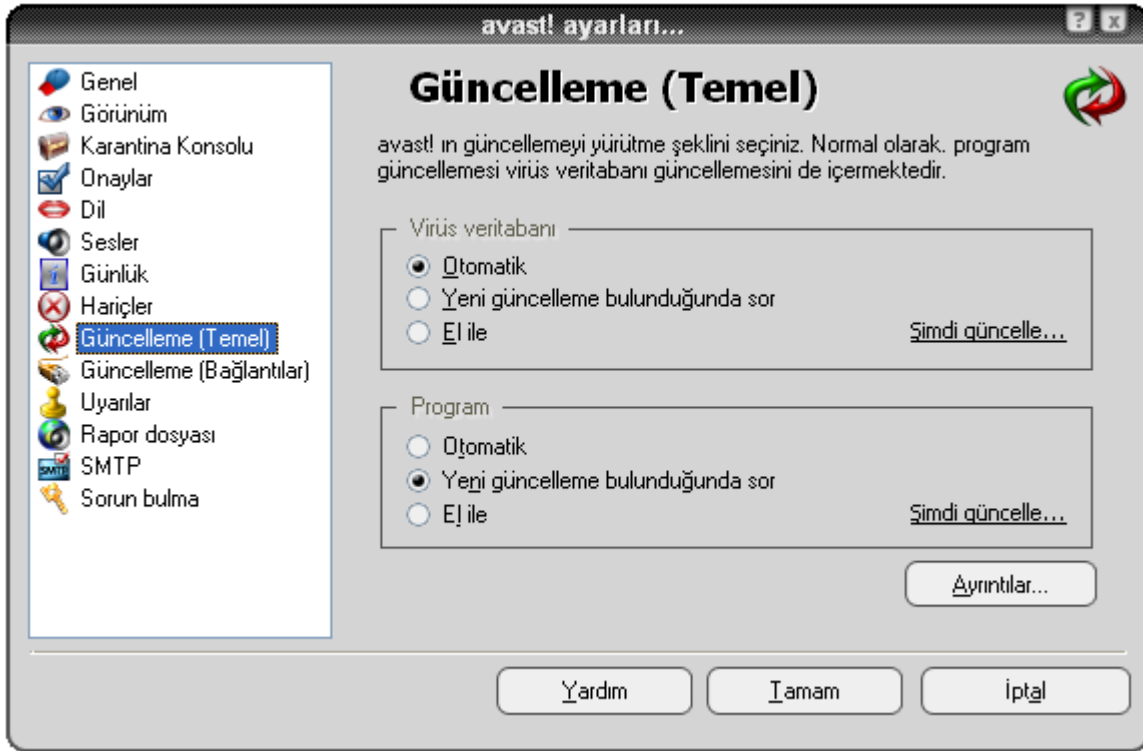 avast! ayarları...
Genel
Görünüm
Karantina Konsolu
Onaylar
Dil
Sesler
Günlük
Hariçler
Güncelleme (Temel)
Güncelleme (Bağlantılar)
Uyarılar
Rapor dosyası
SMTP
Sorun bulma
Güncelleme (Temel)
avast! ın güncellemeyi yürütme şeklini seçiniz. Normal olarak. program
güncellemesi virüs veritabanı güncellemesini de içermektedir.
Virüs veritabanı
Otomatik
Yeni güncelleme bulunduğunda sor
El ile
Şimdi güncelle...
Program
Otomatik
Yeni güncelleme bulunduğunda sor
El ile
Şimdi güncelle...
Ayrıntılar...
Yardım
Tamam
İptal